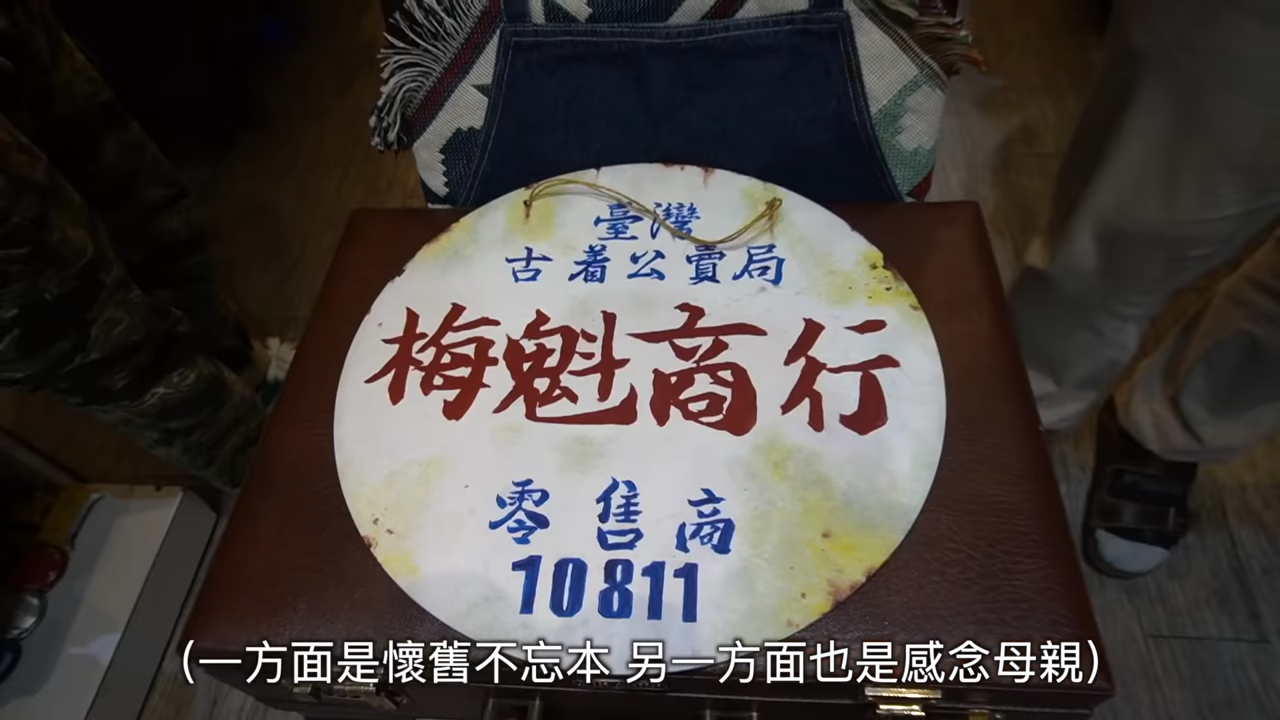 臺灣
古着公賣局
梅魁商行
零售商
10811
(一方面是懷舊不忘本 另一方面也是感念母親)